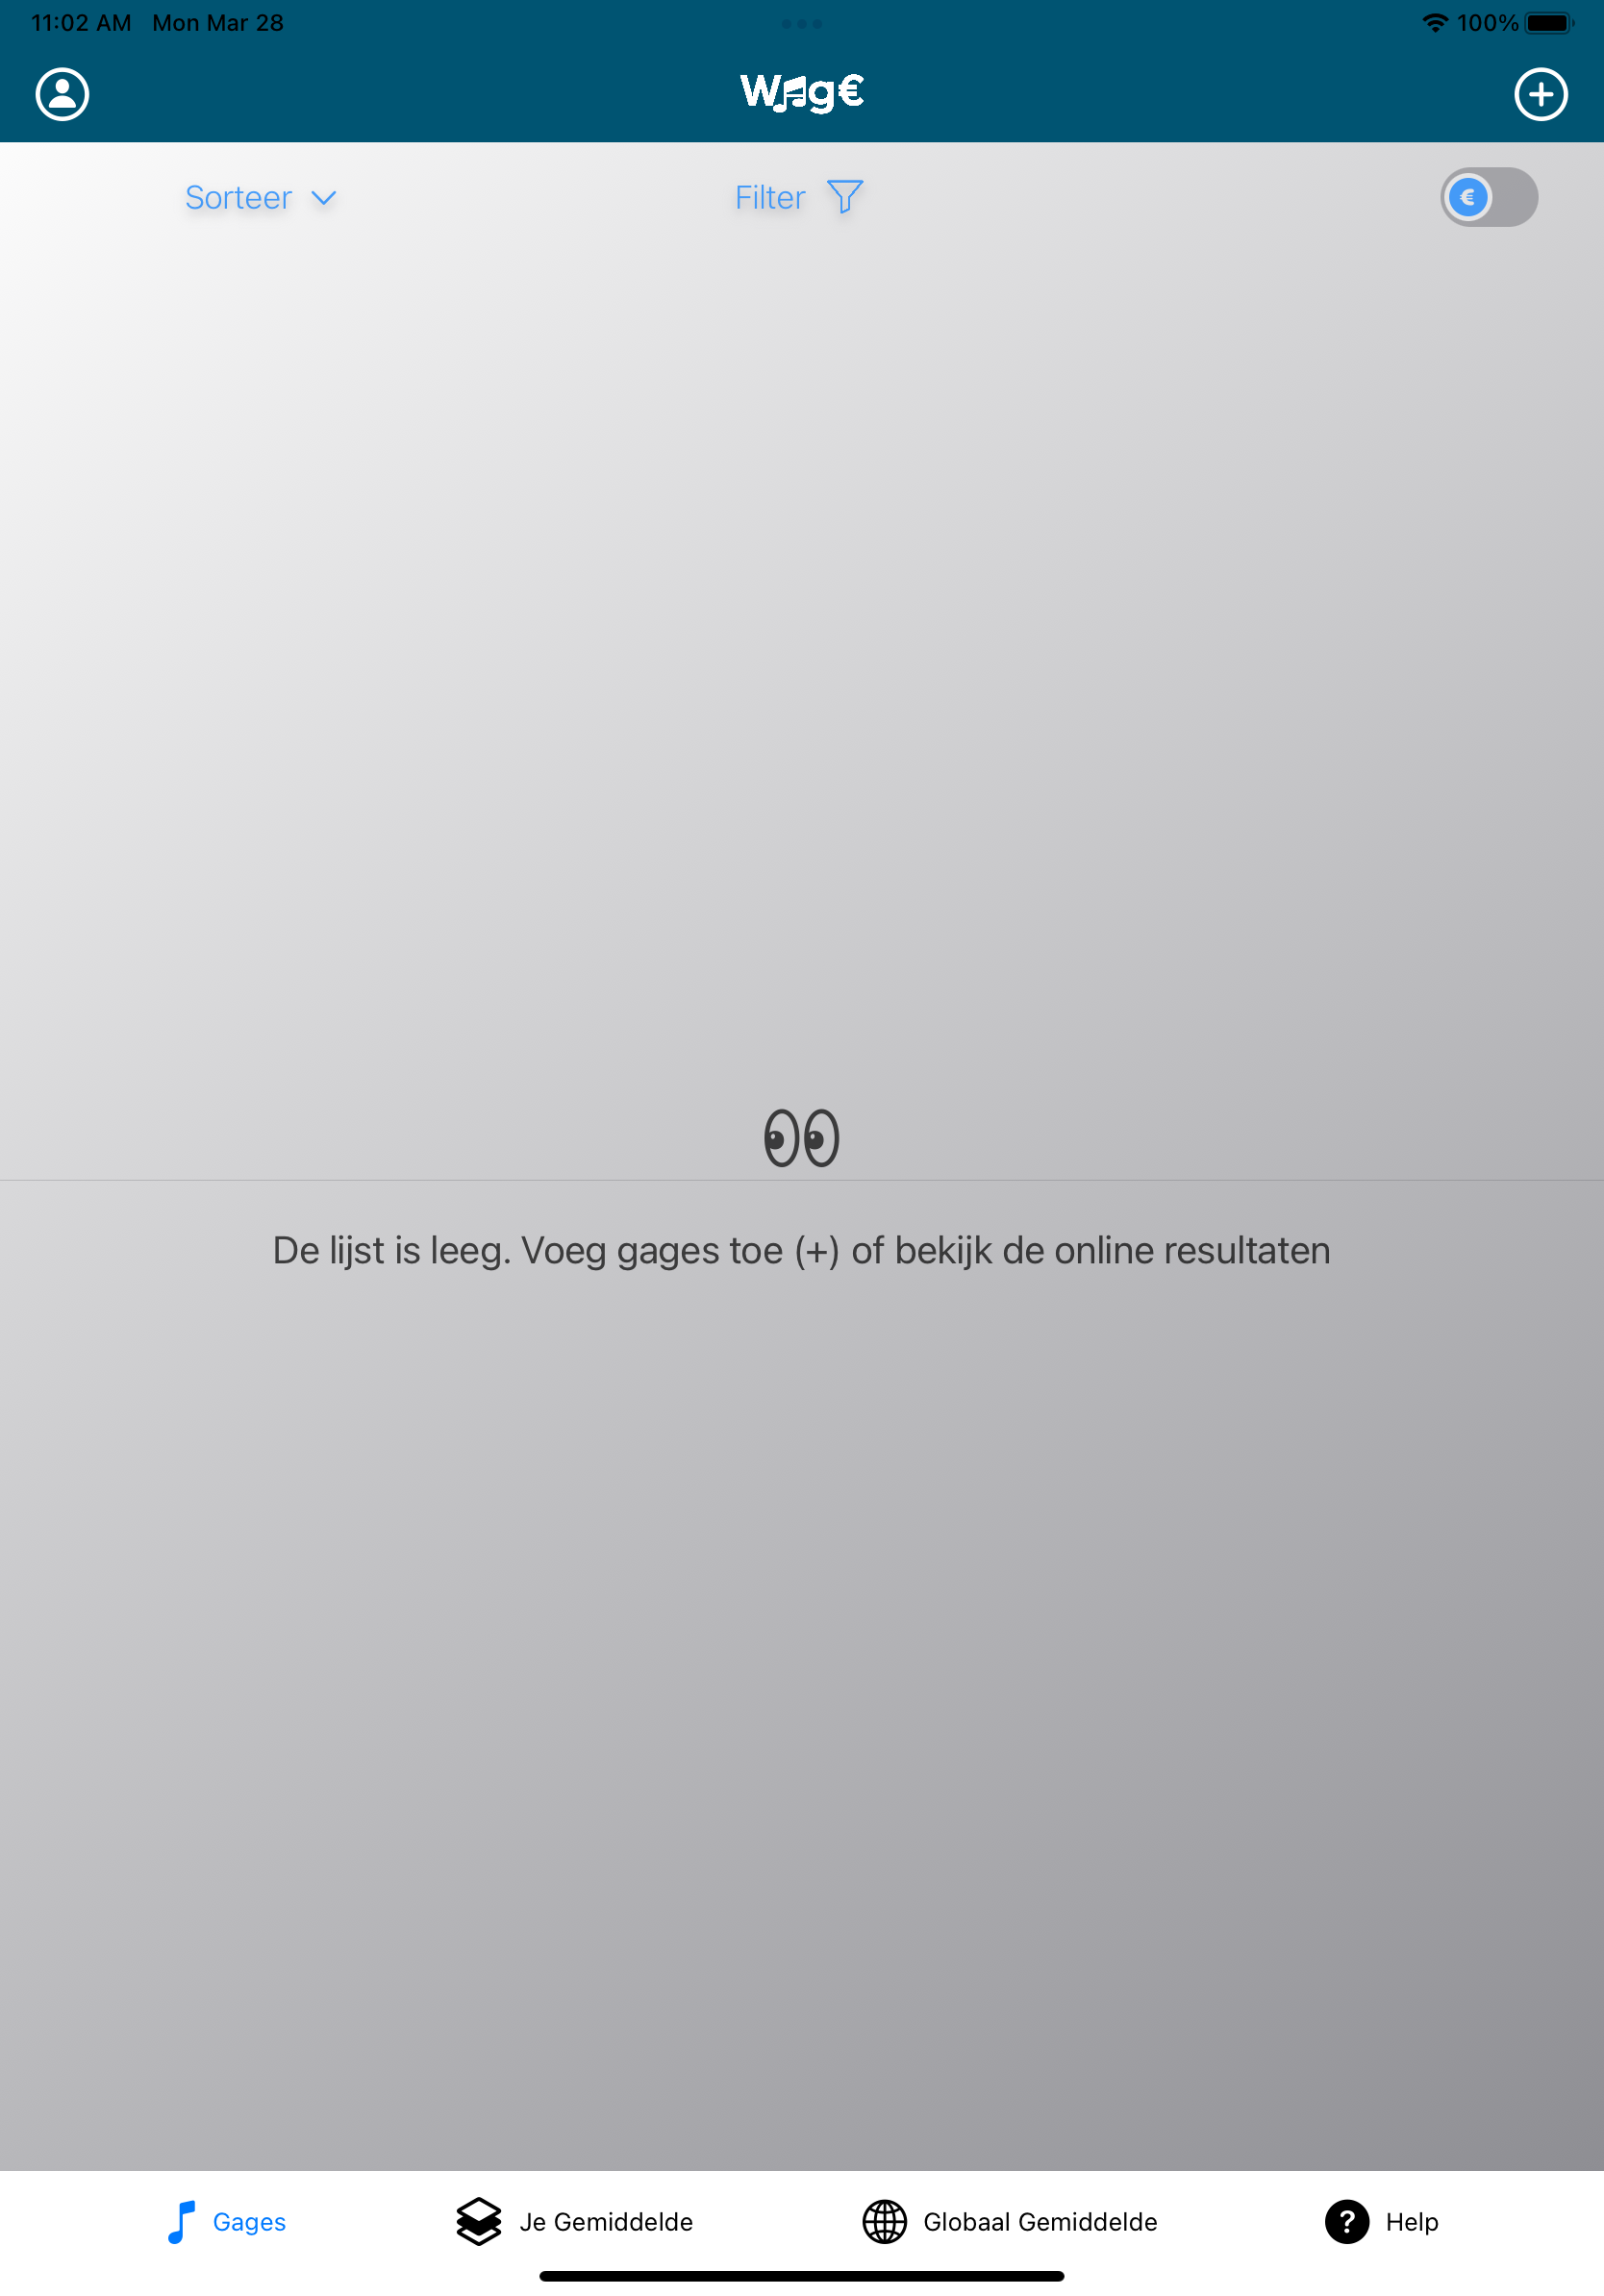 11:02 AM Mon Mar 28 100%
Wag€
Sorteer Filter €
De lijst is leeg. Voeg gages toe (+) of bekijk de online resultaten
Gages Je Gemiddelde Globaal Gemiddelde ? Help